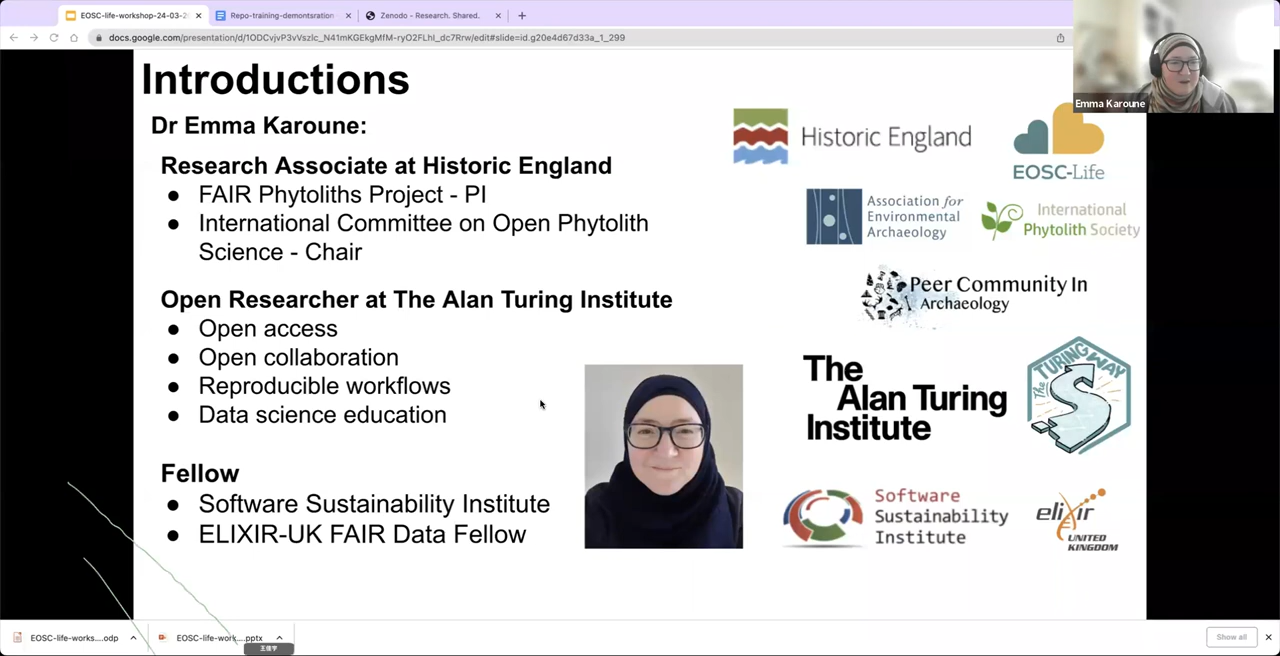 EOSC-life-workshop-24-03-2
Repo-training-demontsration
Zenodo - Research. Shared.
docs.google.com/presentation/d/1ODCvjvP3vVszlc_N41mKGEkgMfM-ryO2FLhI_dc7Rrw/edit#slide=id.g20e4d67d33a_1_299
Emma Karoune
Introductions
Dr Emma Karoune:
Research Associate at Historic England
● FAIR Phytoliths Project - PI
● International Committee on Open Phytolith
Science - Chair
Open Researcher at The Alan Turing Institute
● Open access
● Open collaboration
● Reproducible workflows
● Data science education
Fellow
● Software Sustainability Institute
● ELIXIR-UK FAIR Data Fellow
Historic England
EOSC-Life
Association for
Environmental
Archaeology
International
Phytolith Society
Peer Community In
Archaeology
The
Alan Turing
Institute
The TURING WAY
Software
Sustainability
Institute
elixir
UNITED
KINGDOM
EOSC-life-works....odp
EOSC-life-work....pptx
Show all
王倩宇